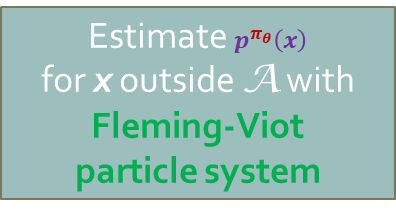 Estimate p^{π_θ}(x)
for x outside 𝒜 with
Fleming-Viot
particle system